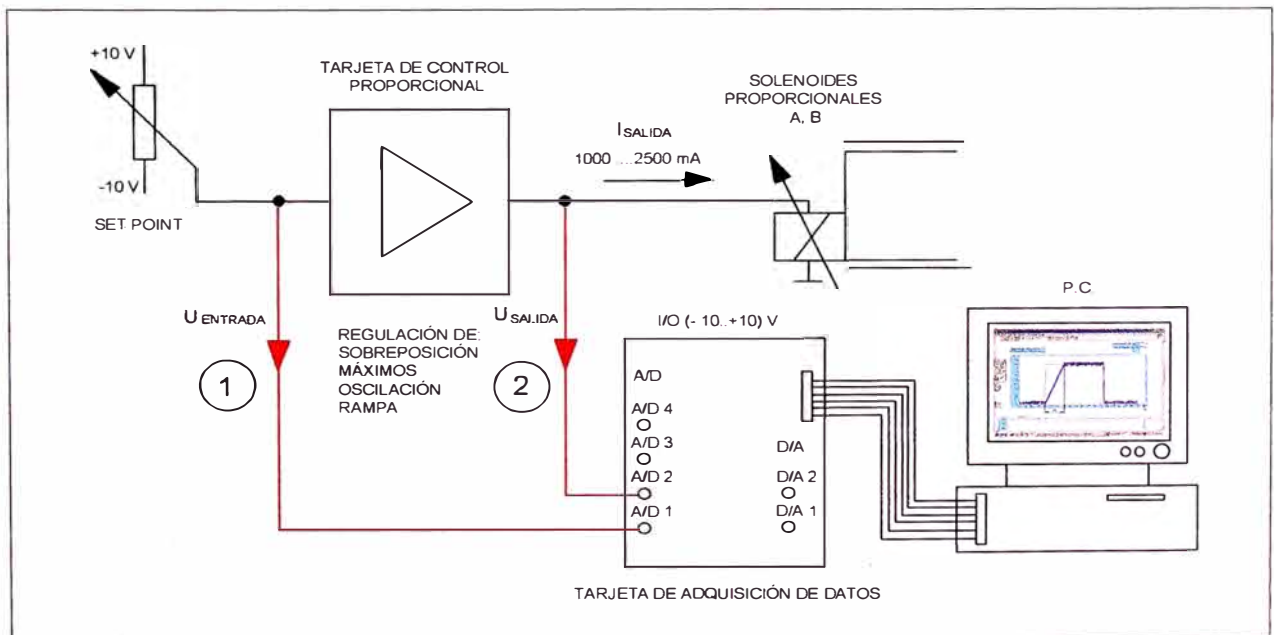 +10 V
-10 V
SET POINT
TARJETA DE CONTROL
PROPORCIONAL
I SALIDA
1000 ....2500 mA
SOLENOIDES
PROPORCIONALES
A, B
U ENTRADA
1
REGULACIÓN DE:
SOBREPOSICIÓN
MÁXIMOS
OSCILACIÓN
RAMPA
U SALIDA
2
I/O (- 10..+10) V
A/D
A/D 4
A/D 3
A/D 2
A/D 1
D/A
D/A 2
D/A 1
P.C.
TARJETA DE ADQUISICIÓN DE DATOS